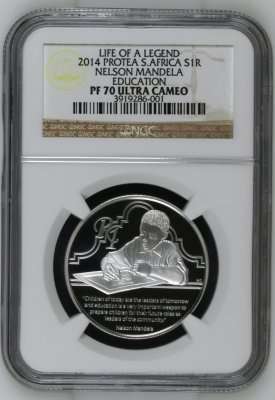 LIFE OF A LEGEND
2014 PROTEA S.AFRICA S1R
NELSON MANDELA
EDUCATION
PF 70 ULTRA CAMEO
3919286-001
NGC
"Children of today are the leaders of tomorrow
and education is a very important weapon to
prepare children for their future roles as
leaders of the community"
Nelson Mandela